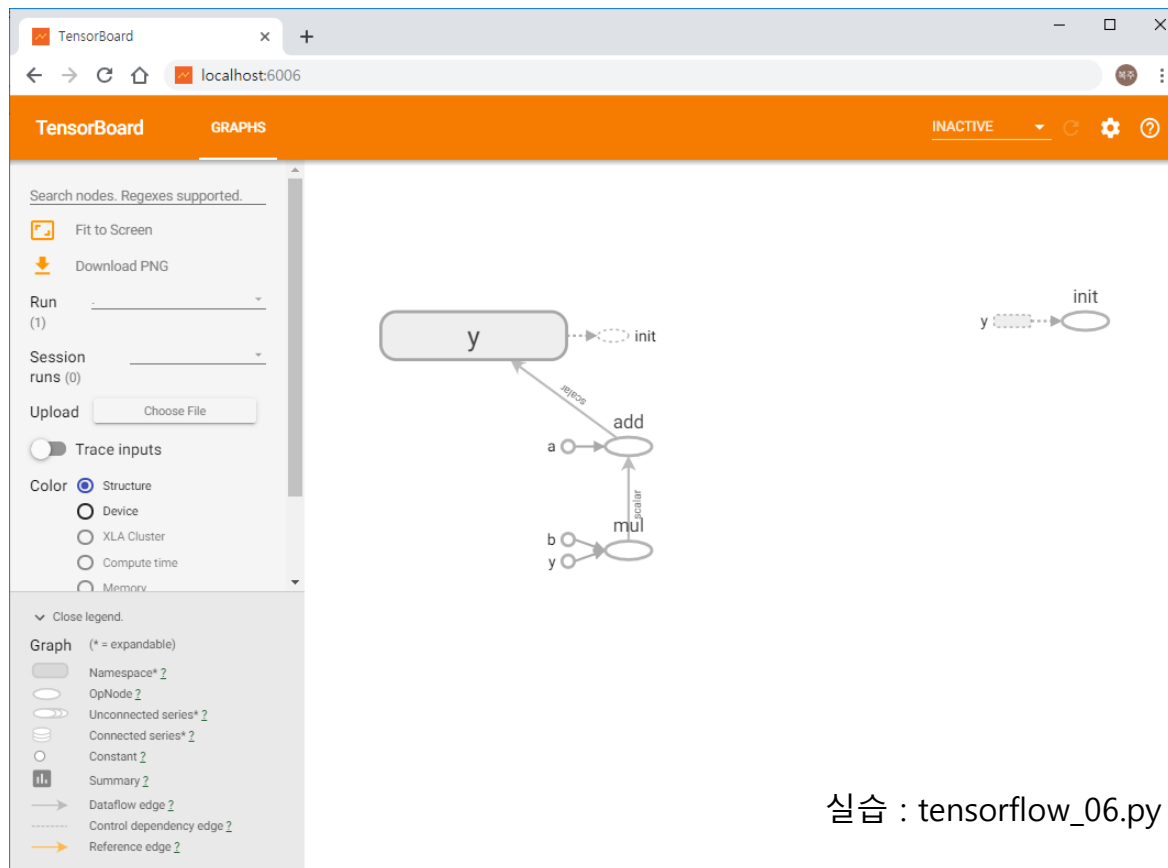 TensorBoard
localhost:6006
복주
TensorBoard GRAPHS INACTIVE
Search nodes. Regexes supported.
Fit to Screen
Download PNG
Run
(1)
.
Session
runs (0)
Upload Choose File
Trace inputs
Color Structure
Device
XLA Cluster
Compute time
Memory
Close legend.
Graph (* = expandable)
Namespace* ?
OpNode ?
Unconnected series* ?
Connected series* ?
Constant ?
Summary ?
Dataflow edge ?
Control dependency edge ?
Reference edge ?
y
init
scalar
add
a
scalar
mul
b
y
init
y
실습 : tensorflow_06.py